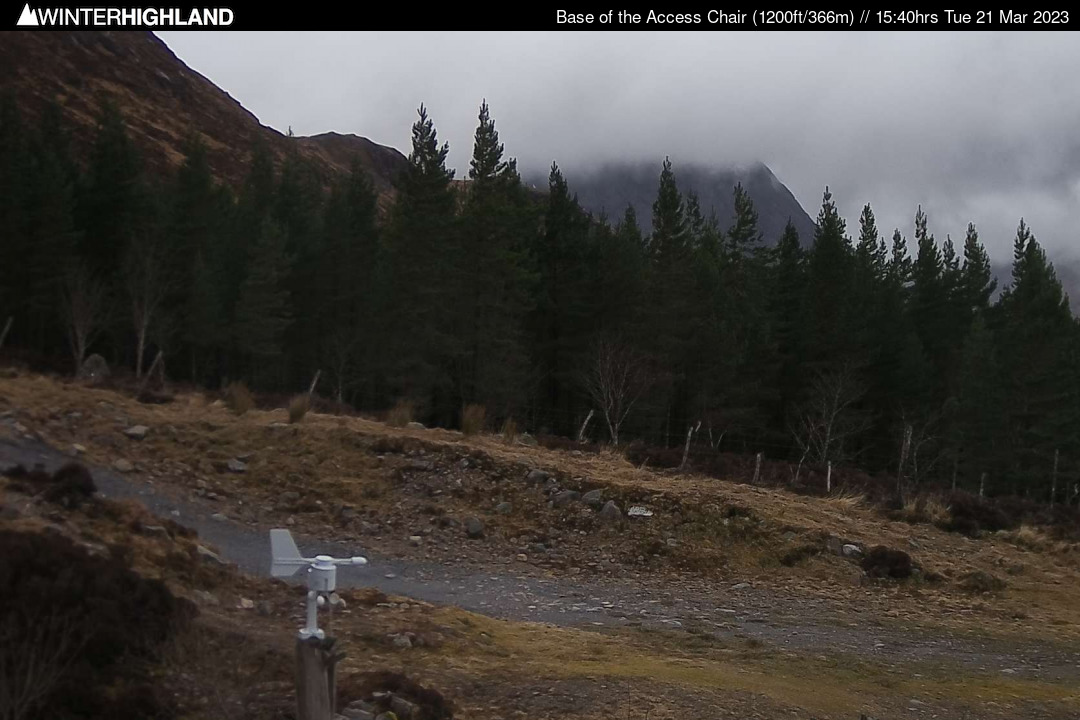 WINTERHIGHLAND
Base of the Access Chair (1200ft/366m) // 15:40hrs Tue 21 Mar 2023